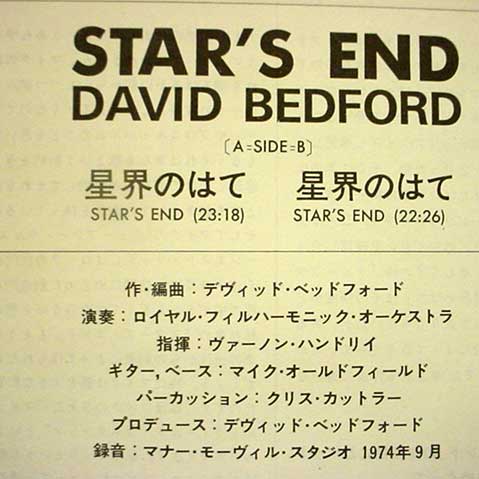 STAR'S END
DAVID BEDFORD
〔A=SIDE=B〕
星界のはて 星界のはて
STAR'S END (23:18) STAR'S END (22:26)
作・編曲：デヴィッド・ベッドフォード
演奏：ロイヤル・フィルハーモニック・オーケストラ
指揮：ヴァーノン・ハンドリイ
ギター, ベース：マイク・オールドフィールド
パーカッション：クリス・カットラー
プロデュース：デヴィッド・ベッドフォード
録音：マナー・モーヴィル・スタジオ 1974年9月